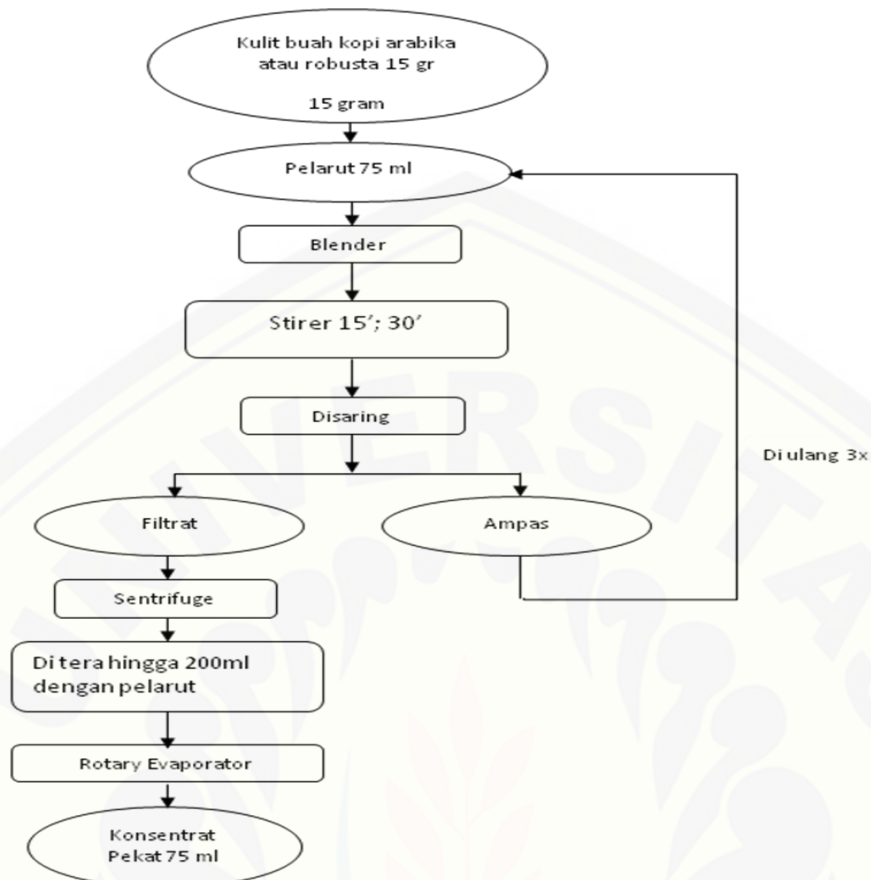 Kulit buah kopi arabika
atau robusta 15 gr
15 gram
Pelarut 75 ml
Blender
Stirer 15′; 30′
Disaring
Di ulang 3x
Filtrat
Ampas
Sentrifuge
Di tera hingga 200ml
dengan pelarut
Rotary Evaporator
Konsentrat
Pekat 75 ml
UNIVERSITAS